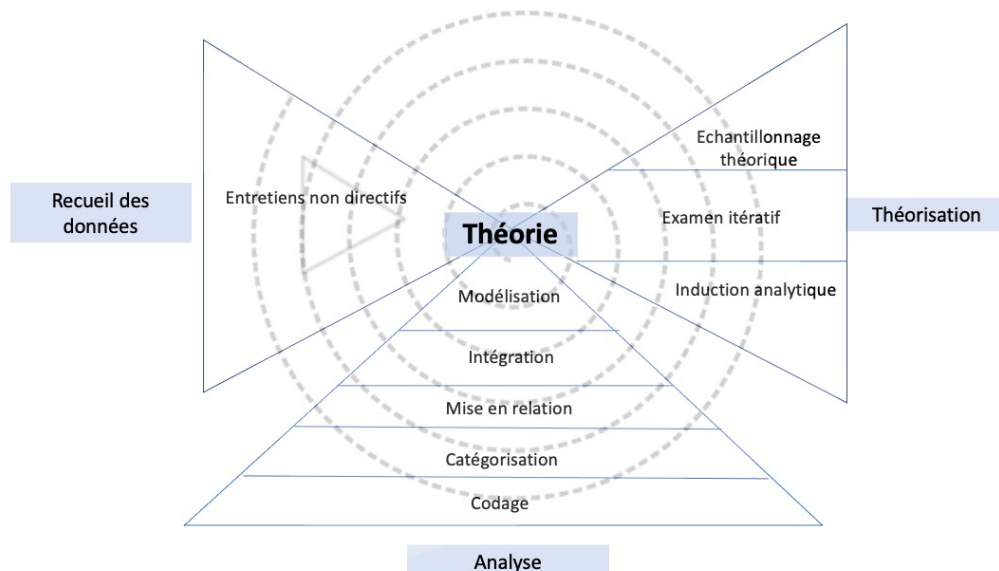 Echantillonnage
théorique
Recueil des
données
Entretiens non directifs
Examen itératif
Théorisation
Théorie
Induction analytique
Modélisation
Intégration
Mise en relation
Catégorisation
Codage
Analyse